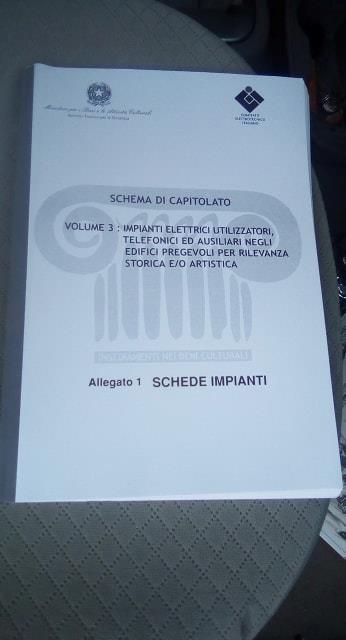 Ministero per i Beni e le Attività Culturali
COMITATO
ELETTROTECNICO
ITALIANO
SCHEMA DI CAPITOLATO
VOLUME 3 : IMPIANTI ELETTRICI UTILIZZATORI,
TELEFONICI ED AUSILIARI NEGLI
EDIFICI PREGEVOLI PER RILEVANZA
STORICA E/O ARTISTICA
INSEDIAMENTI NEI BENI CULTURALI
Allegato 1 SCHEDE IMPIANTI